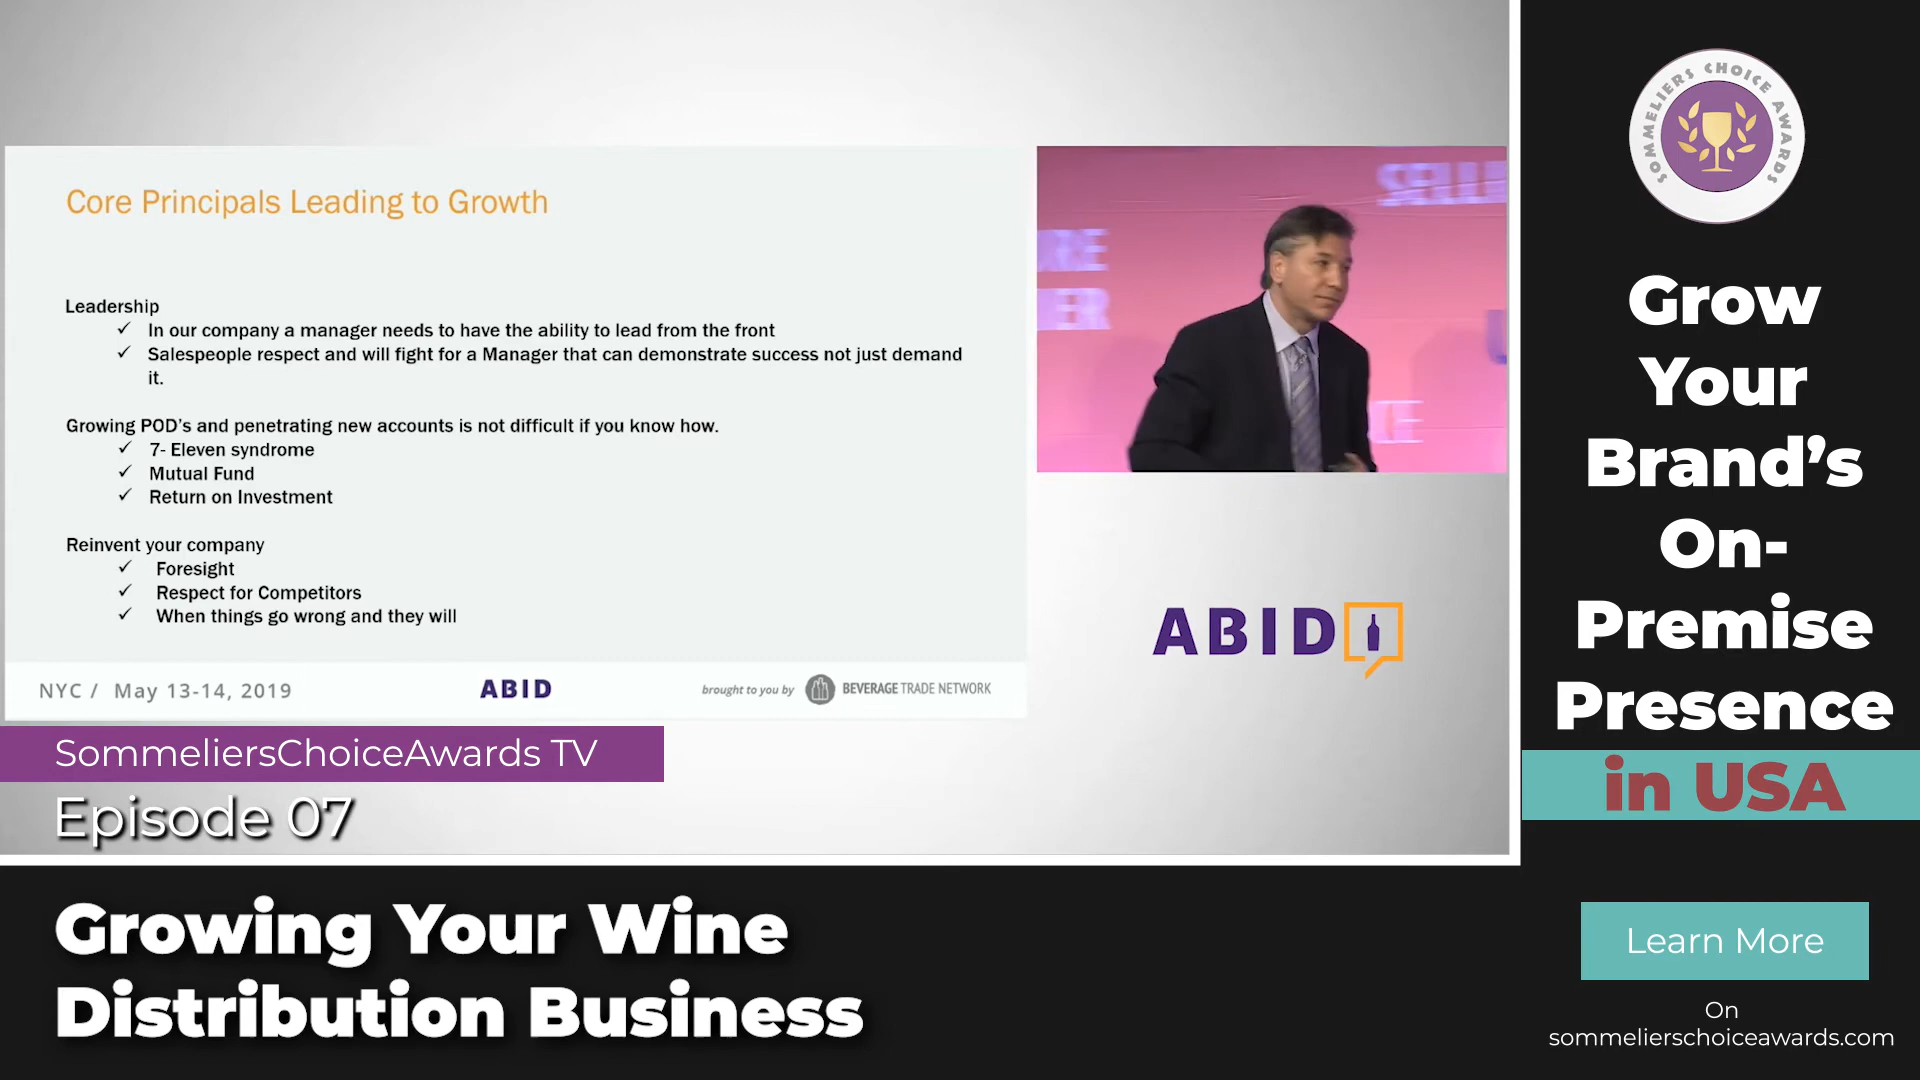 Core Principals Leading to Growth
Leadership
✓ In our company a manager needs to have the ability to lead from the front
✓ Salespeople respect and will fight for a Manager that can demonstrate success not just demand
it.
Growing POD's and penetrating new accounts is not difficult if you know how.
✓ 7- Eleven syndrome
✓ Mutual Fund
✓ Return on Investment
Reinvent your company
✓ Foresight
✓ Respect for Competitors
✓ When things go wrong and they will
NYC / May 13-14, 2019
ABID
brought to you by
BEVERAGE TRADE NETWORK
ABID
SommeliersChoiceAwards TV
Episode 07
Growing Your Wine
Distribution Business
SOMMELIERS CHOICE AWARDS
Grow
Your
Brand’s
On-
Premise
Presence
in USA
Learn More
On
sommelierschoiceawards.com